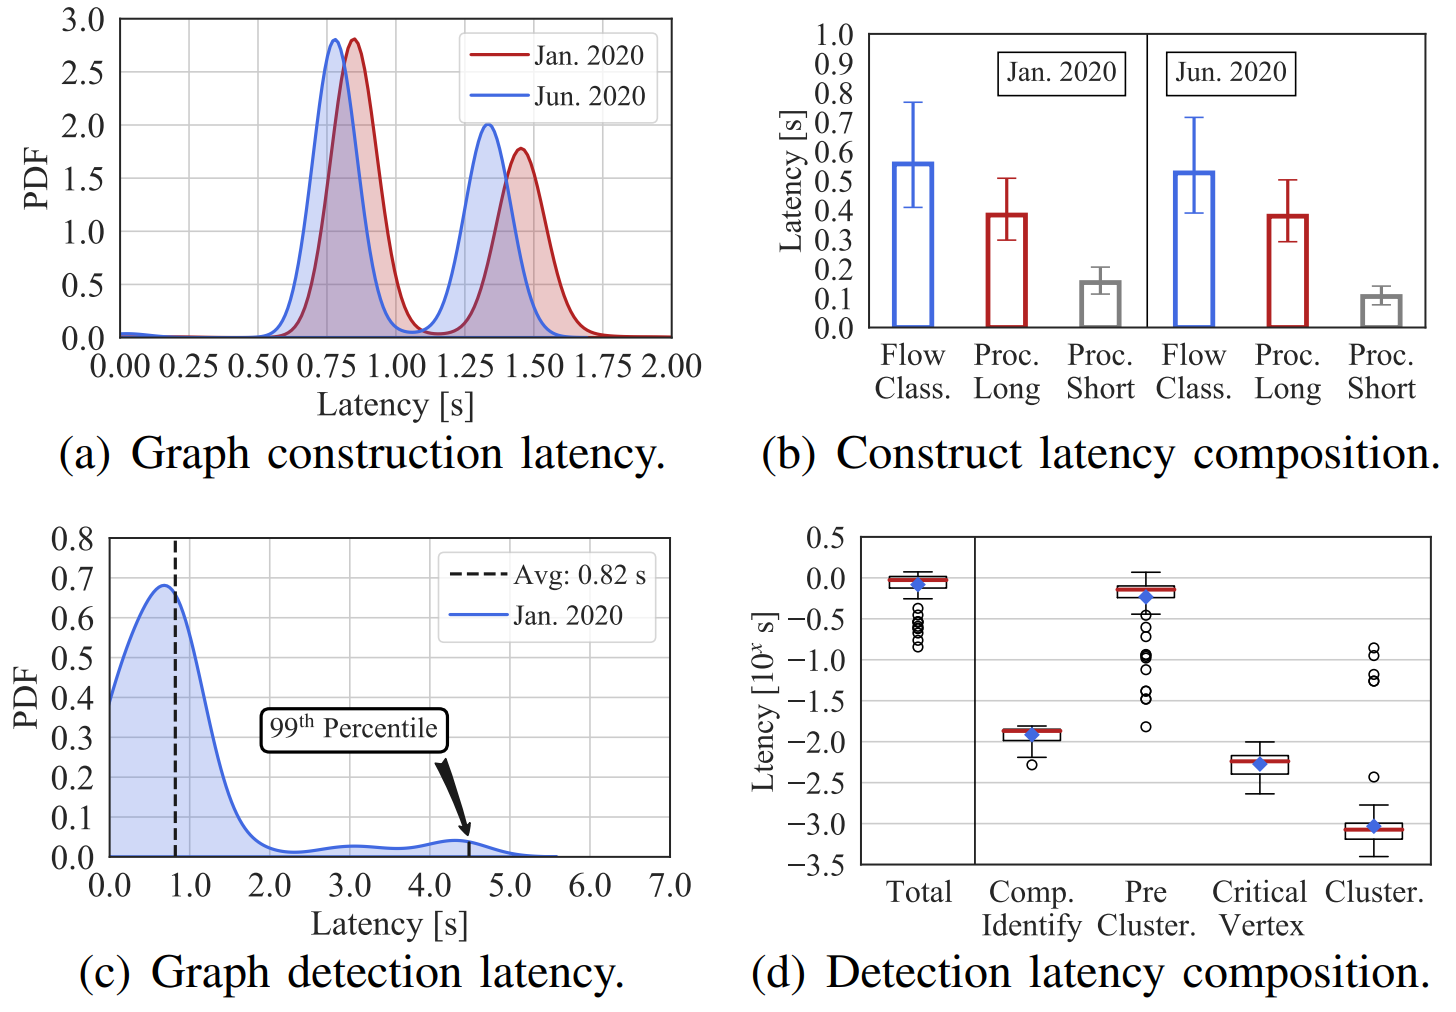 3.0
2.5
2.0
1.5
1.0
0.5
0.0
PDF
Jan. 2020
Jun. 2020
0.00 0.25 0.50 0.75 1.00 1.25 1.50 1.75 2.00
Latency [s]
(a) Graph construction latency.
1.0
0.9
0.8
0.7
0.6
0.5
0.4
0.3
0.2
0.1
0.0
Latency [s]
Jan. 2020
Jun. 2020
Flow Proc. Proc. Flow Proc. Proc.
Class. Long Short Class. Long Short
(b) Construct latency composition.
0.8
0.7
0.6
0.5
0.4
0.3
0.2
0.1
0.0
PDF
Avg: 0.82 s
Jan. 2020
99th Percentile
0.0 1.0 2.0 3.0 4.0 5.0 6.0 7.0
Latency [s]
(c) Graph detection latency.
0.5
0.0
−0.5
−1.0
−1.5
−2.0
−2.5
−3.0
−3.5
Ltency [10^x s]
Total Comp. Pre Critical Cluster.
Identify Cluster. Vertex
(d) Detection latency composition.